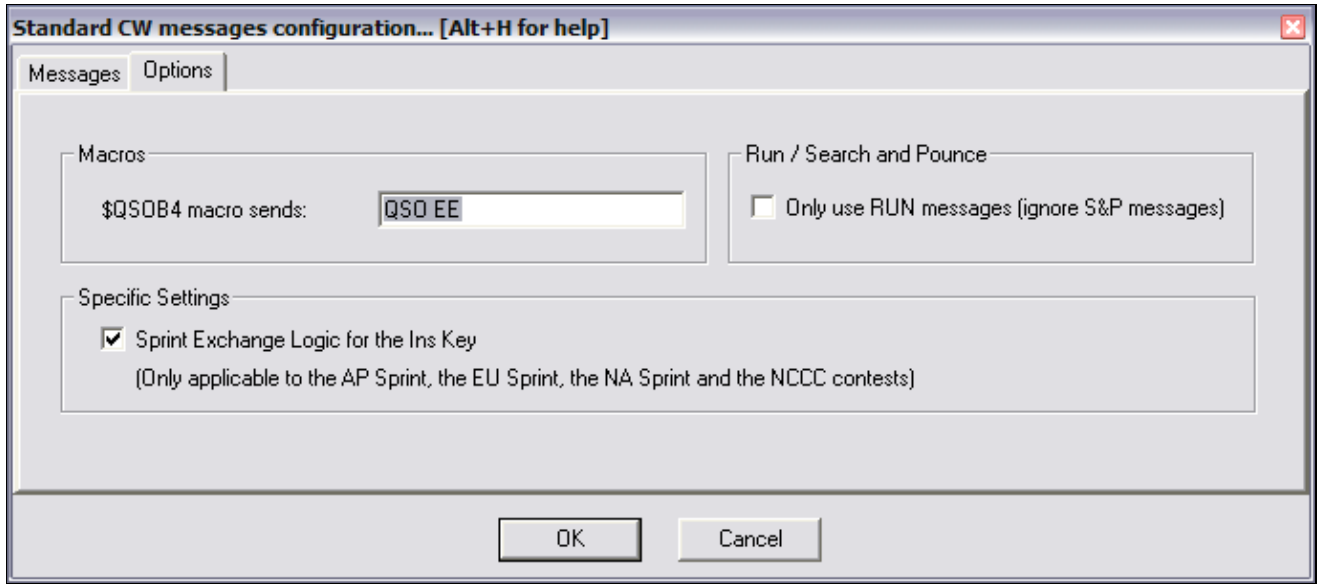 Standard CW messages configuration... [Alt+H for help]
Messages
Options
Macros
$QSOB4 macro sends:
QSO EE
Run / Search and Pounce
Only use RUN messages (ignore S&P messages)
Specific Settings
Sprint Exchange Logic for the Ins Key
(Only applicable to the AP Sprint, the EU Sprint, the NA Sprint and the NCCC contests)
OK
Cancel